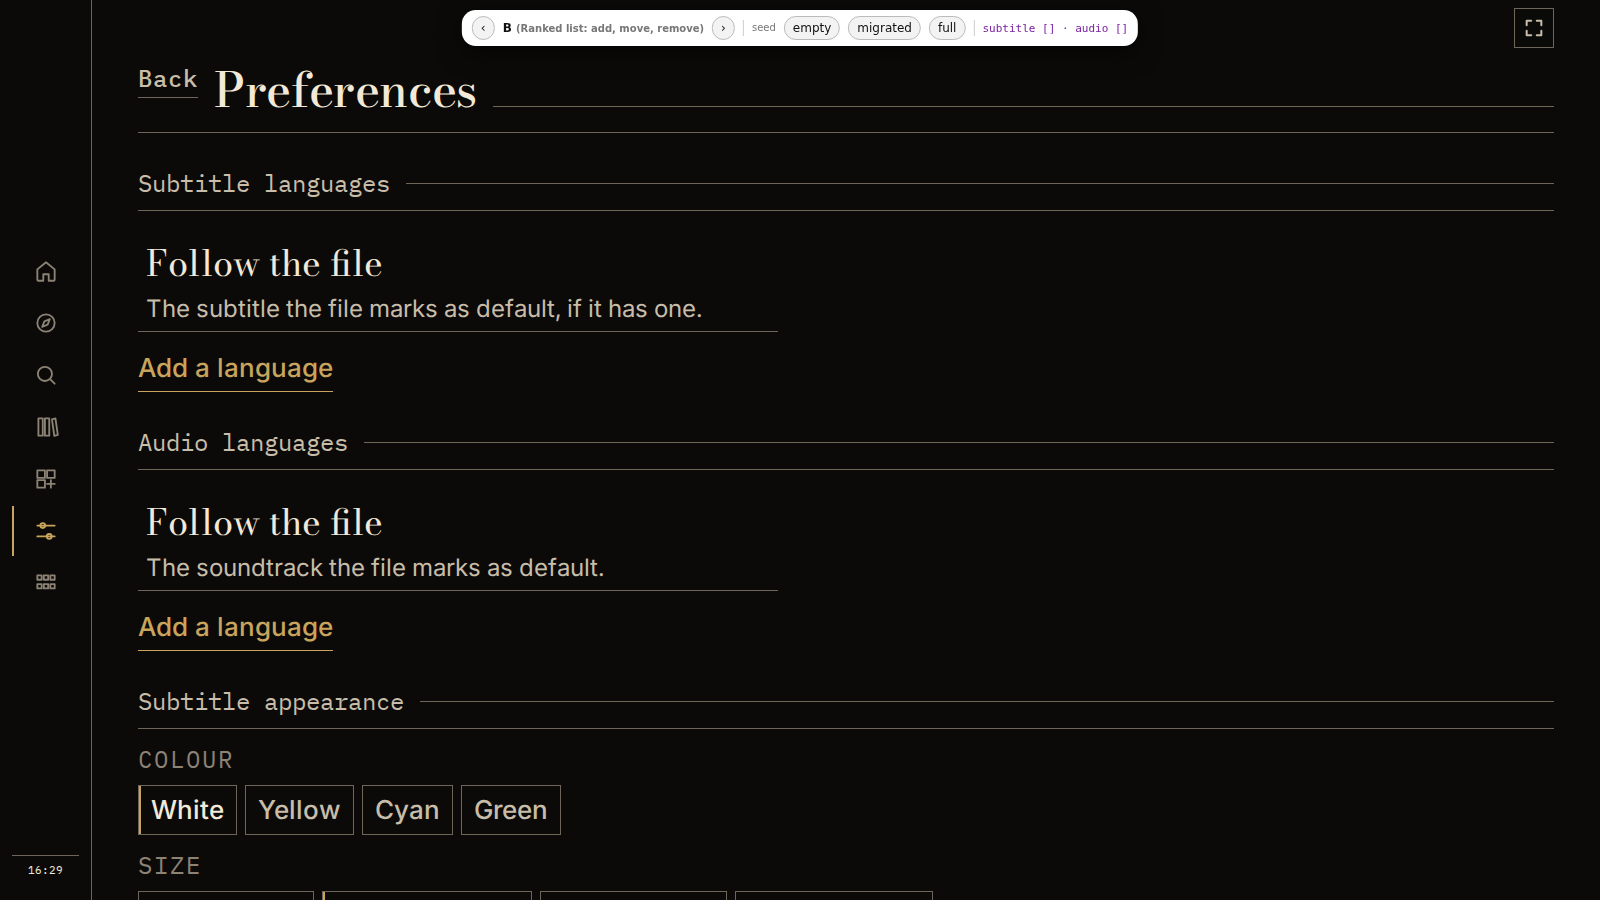 ‹ B (Ranked list: add, move, remove) › seed empty migrated full subtitle [] · audio []
Back Preferences
Subtitle languages
Follow the file
The subtitle the file marks as default, if it has one.
Add a language
Audio languages
Follow the file
The soundtrack the file marks as default.
Add a language
Subtitle appearance
COLOUR
White Yellow Cyan Green
SIZE
16:29